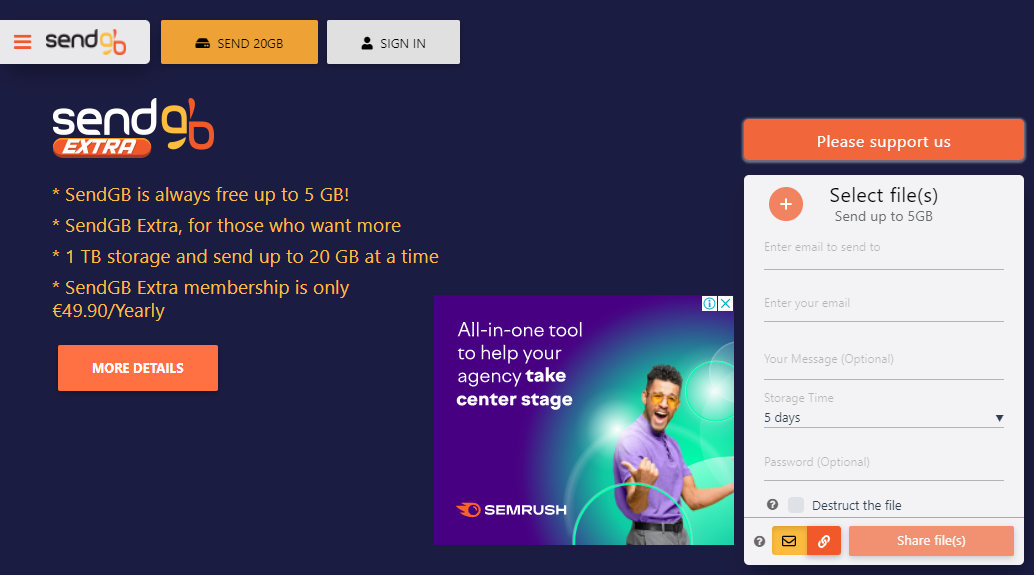 sendgb
SEND 20GB
SIGN IN
sendgb
EXTRA
* SendGB is always free up to 5 GB!
* SendGB Extra, for those who want more
* 1 TB storage and send up to 20 GB at a time
* SendGB Extra membership is only
€49.90/Yearly
MORE DETAILS
All-in-one tool
to help your
agency take
center stage
SEMRUSH
Please support us
Select file(s)
Send up to 5GB
Enter email to send to
Enter your email
Your Message (Optional)
Storage Time
5 days
Password (Optional)
Destruct the file
Share file(s)